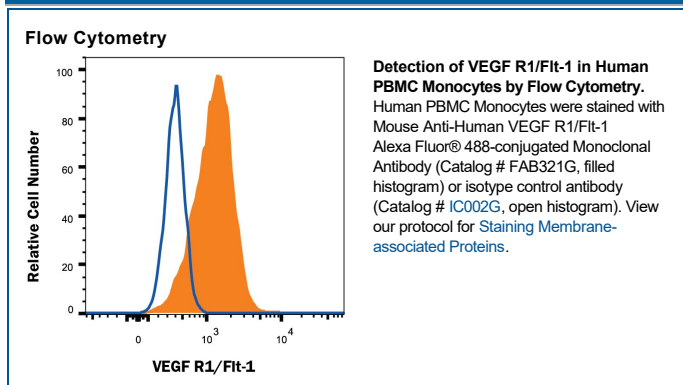 Flow Cytometry
100
80
60
40
20
0
Relative Cell Number
0
10 3
10 4
VEGF R1/Flt-1
Detection of VEGF R1/Flt-1 in Human
PBMC Monocytes by Flow Cytometry.
Human PBMC Monocytes were stained with
Mouse Anti-Human VEGF R1/Flt-1
Alexa Fluor® 488-conjugated Monoclonal
Antibody (Catalog # FAB321G, filled
histogram) or isotype control antibody
(Catalog # IC002G, open histogram). View
our protocol for Staining Membrane-
associated Proteins.